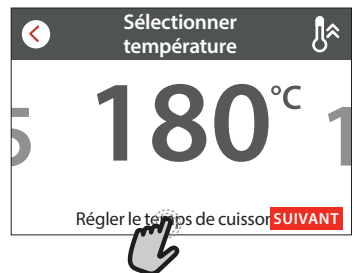 Sélectionner
température
180°C
Régler le temps de cuisson SUIVANT